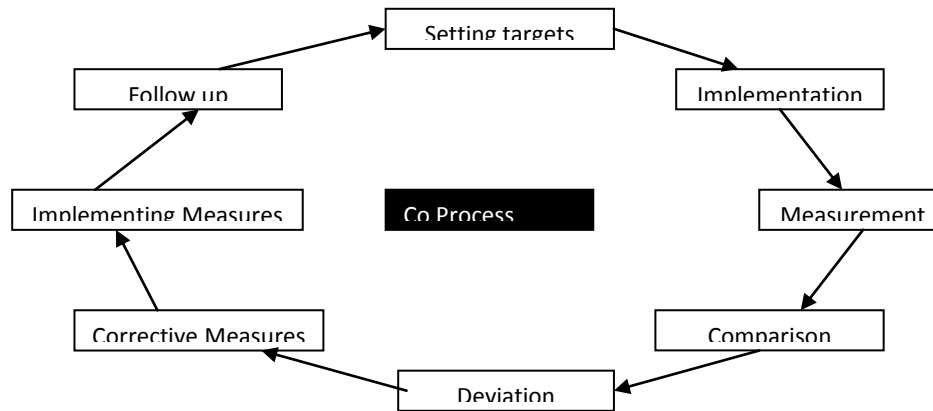 Setting targets
Implementation
Measurement
Comparison
Deviation
Corrective Measures
Implementing Measures
Follow up
Co Process